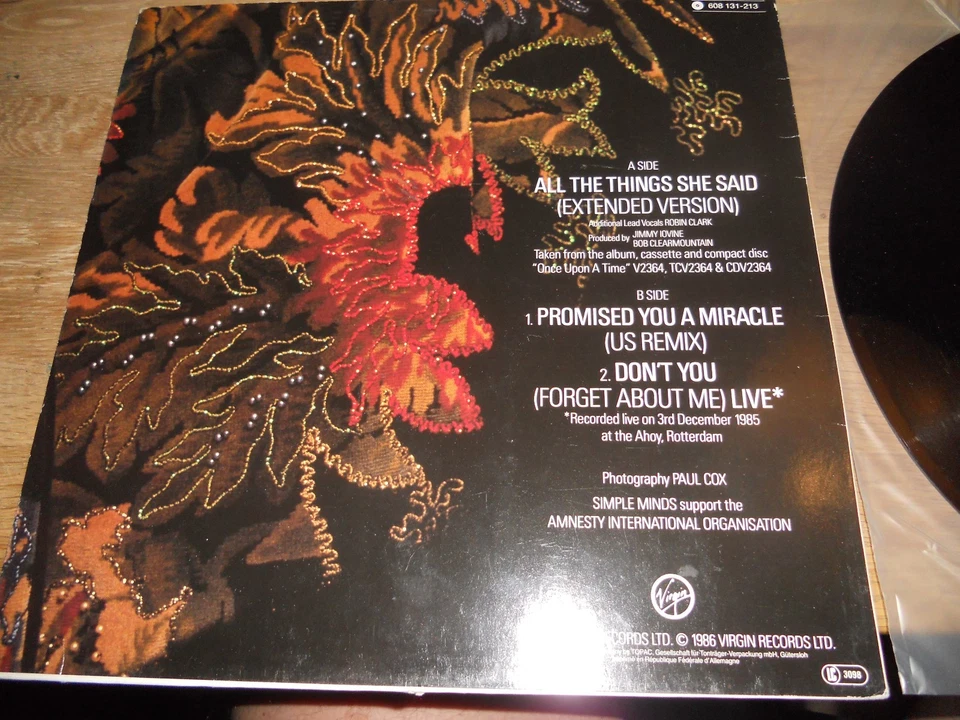 608 131-213
A SIDE
ALL THE THINGS SHE SAID
(EXTENDED VERSION)
Additional Lead Vocals ROBIN CLARK
Produced by JIMMY IOVINE
BOB CLEARMOUNTAIN
Taken from the album, cassette and compact disc
"Once Upon A Time" V2364, TCV2364 & CDV2364
B SIDE
1. PROMISED YOU A MIRACLE
(US REMIX)
2. DON'T YOU
(FORGET ABOUT ME) LIVE*
*Recorded live on 3rd December 1985
at the Ahoy, Rotterdam
Photography PAUL COX
SIMPLE MINDS support the
AMNESTY INTERNATIONAL ORGANISATION
Virgin
LTD. © 1986 VIRGIN RECORDS LTD.
by TOPAC, Gesellschaft für Tonträger-Verpackung mbH, Gütersloh
en République Fédérale d'Allemagne
LC 3098